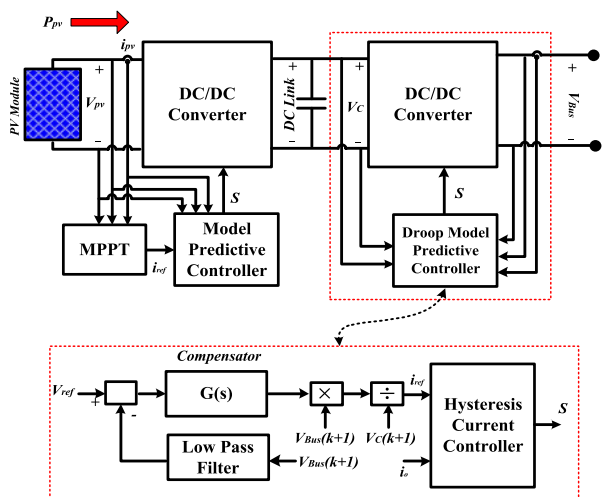 Ppv
ipv
PV Module
+
Vpv
-
DC/DC
Converter
+
DC Link
-
+
VC
-
DC/DC
Converter
+
VBus
-
S
S
MPPT
iref
Model
Predictive
Controller
Droop Model
Predictive
Controller
Compensator
Vref
+
-
G(s)
×
÷
iref
Hysteresis
Current
Controller
S
VBus(k+1)
VC(k+1)
Low Pass
Filter
VBus(k+1)
io